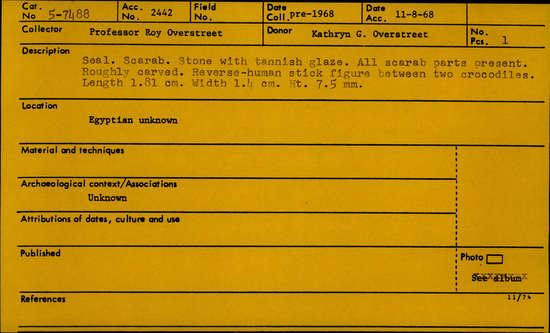 Cat. No 5-7488 Acc. No. 2442 Field No. Date Coll. pre-1968 Date Acc. 11-8-68
Collector Professor Roy Overstreet Donor Kathryn G. Overstreet No. Pcs. 1
Description
Seal. Scarab. Stone with tannish glaze. All scarab parts present.
Roughly carved. Reverse-human stick figure between two crocodiles.
Length 1.81 cm. Width 1.4 cm. Ht. 7.5 mm.
Location
Egyptian unknown
Material and techniques
Archaeological context/Associations
Unknown
Attributions of dates, culture and use
Published
Photo
See album
References
11/74